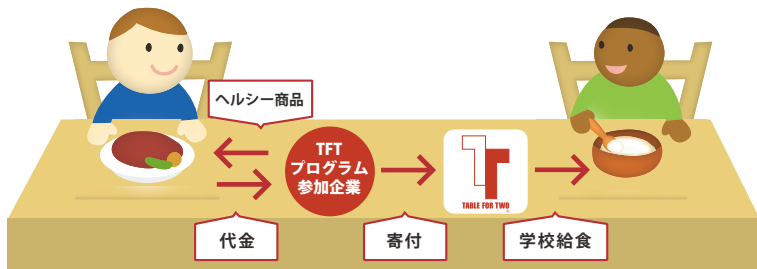 ヘルシー商品
TFT
プログラム
参加企業
TABLE FOR TWO
代金
寄付
学校給食